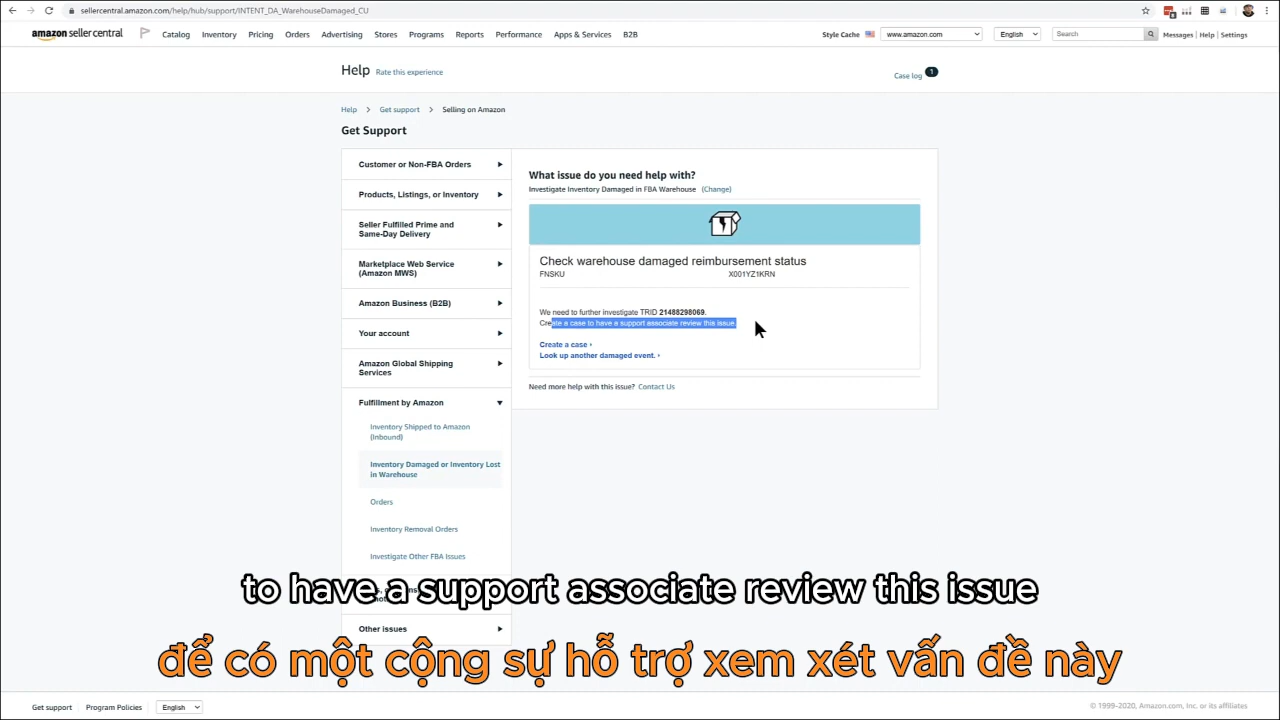 sellercentral.amazon.com/help/hub/support/INTENT_DA_WarehouseDamaged_CU
amazon seller central
Catalog Inventory Pricing Orders Advertising Stores Programs Reports Performance Apps & Services B2B
Style Cache www.amazon.com English Search Messages | Help | Settings
Help Rate this experience
Case log 1
Help > Get support > Selling on Amazon
Get Support
Customer or Non-FBA Orders
Products, Listings, or Inventory
Seller Fulfilled Prime and
Same-Day Delivery
Marketplace Web Service
(Amazon MWS)
Amazon Business (B2B)
Your account
Amazon Global Shipping
Services
Fulfillment by Amazon
Inventory Shipped to Amazon
(Inbound)
Inventory Damaged or Inventory Lost
in Warehouse
Orders
Inventory Removal Orders
Investigate Other FBA Issues
Other issues
What issue do you need help with?
Investigate Inventory Damaged in FBA Warehouse (Change)
Check warehouse damaged reimbursement status
FNSKU X001YZ1KRN
We need to further investigate TRID 21488298069.
Create a case to have a support associate review this issue.
Create a case ›
Look up another damaged event. ›
Need more help with this issue? Contact Us
to have a support associate review this issue
để có một cộng sự hỗ trợ xem xét vấn đề này
Get support Program Policies English
© 1999-2020, Amazon.com, Inc. or its affiliates